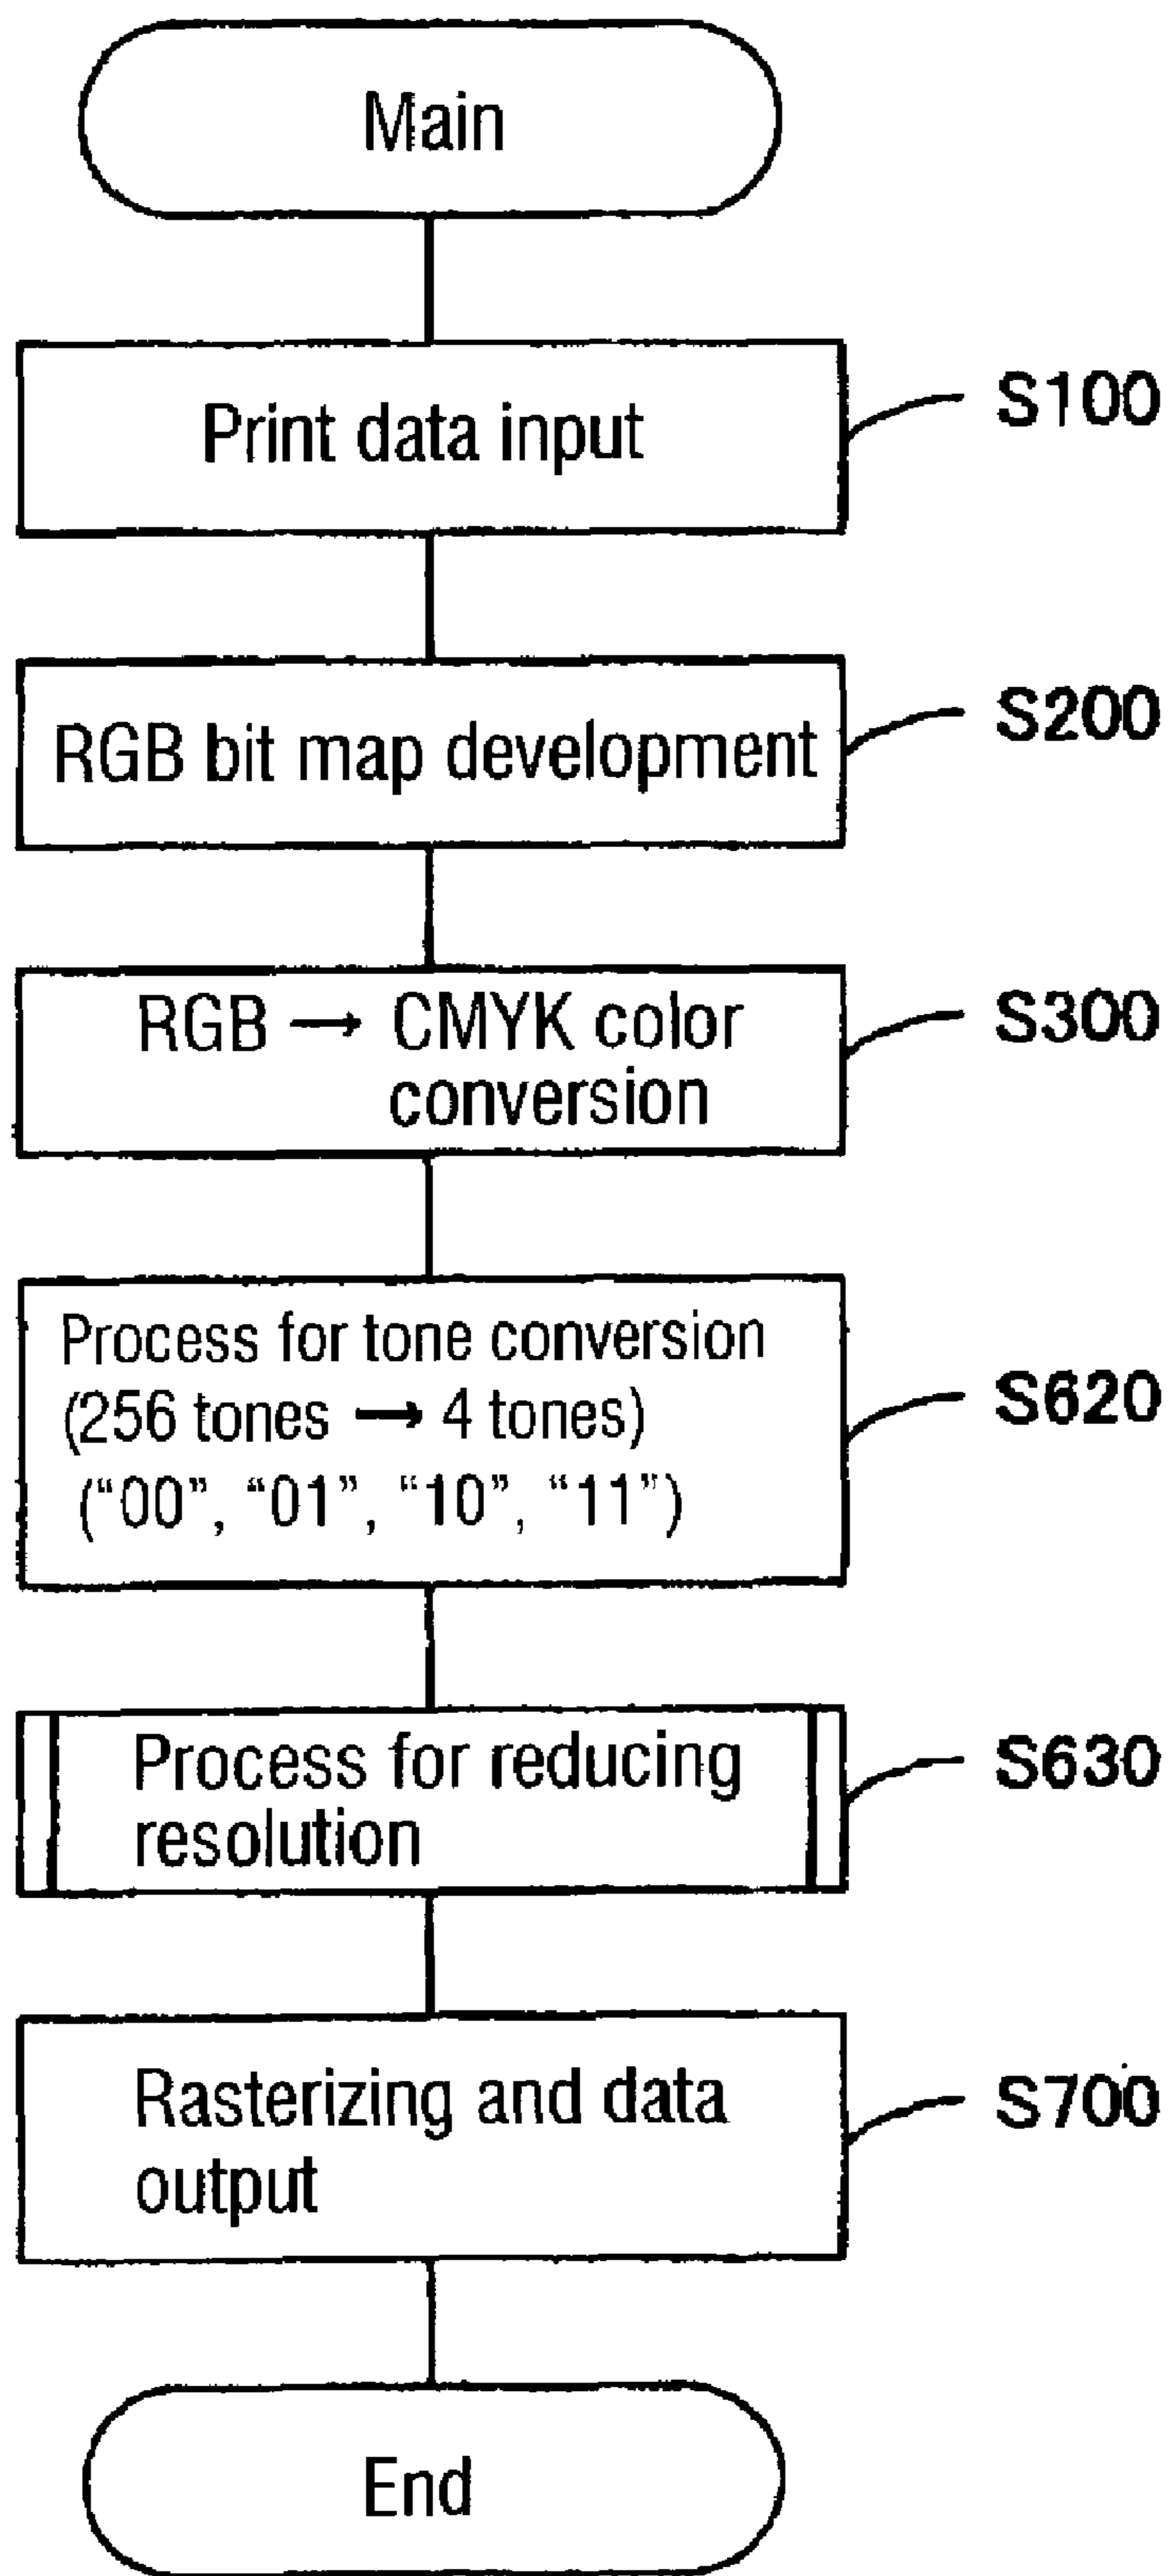 Main
Print data input
S100
RGB bit map development
S200
RGB → CMYK color
conversion
S300
Process for tone conversion
(256 tones → 4 tones)
(“00”, “01”, “10”, “11”)
S620
Process for reducing
resolution
S630
Rasterizing and data
output
S700
End